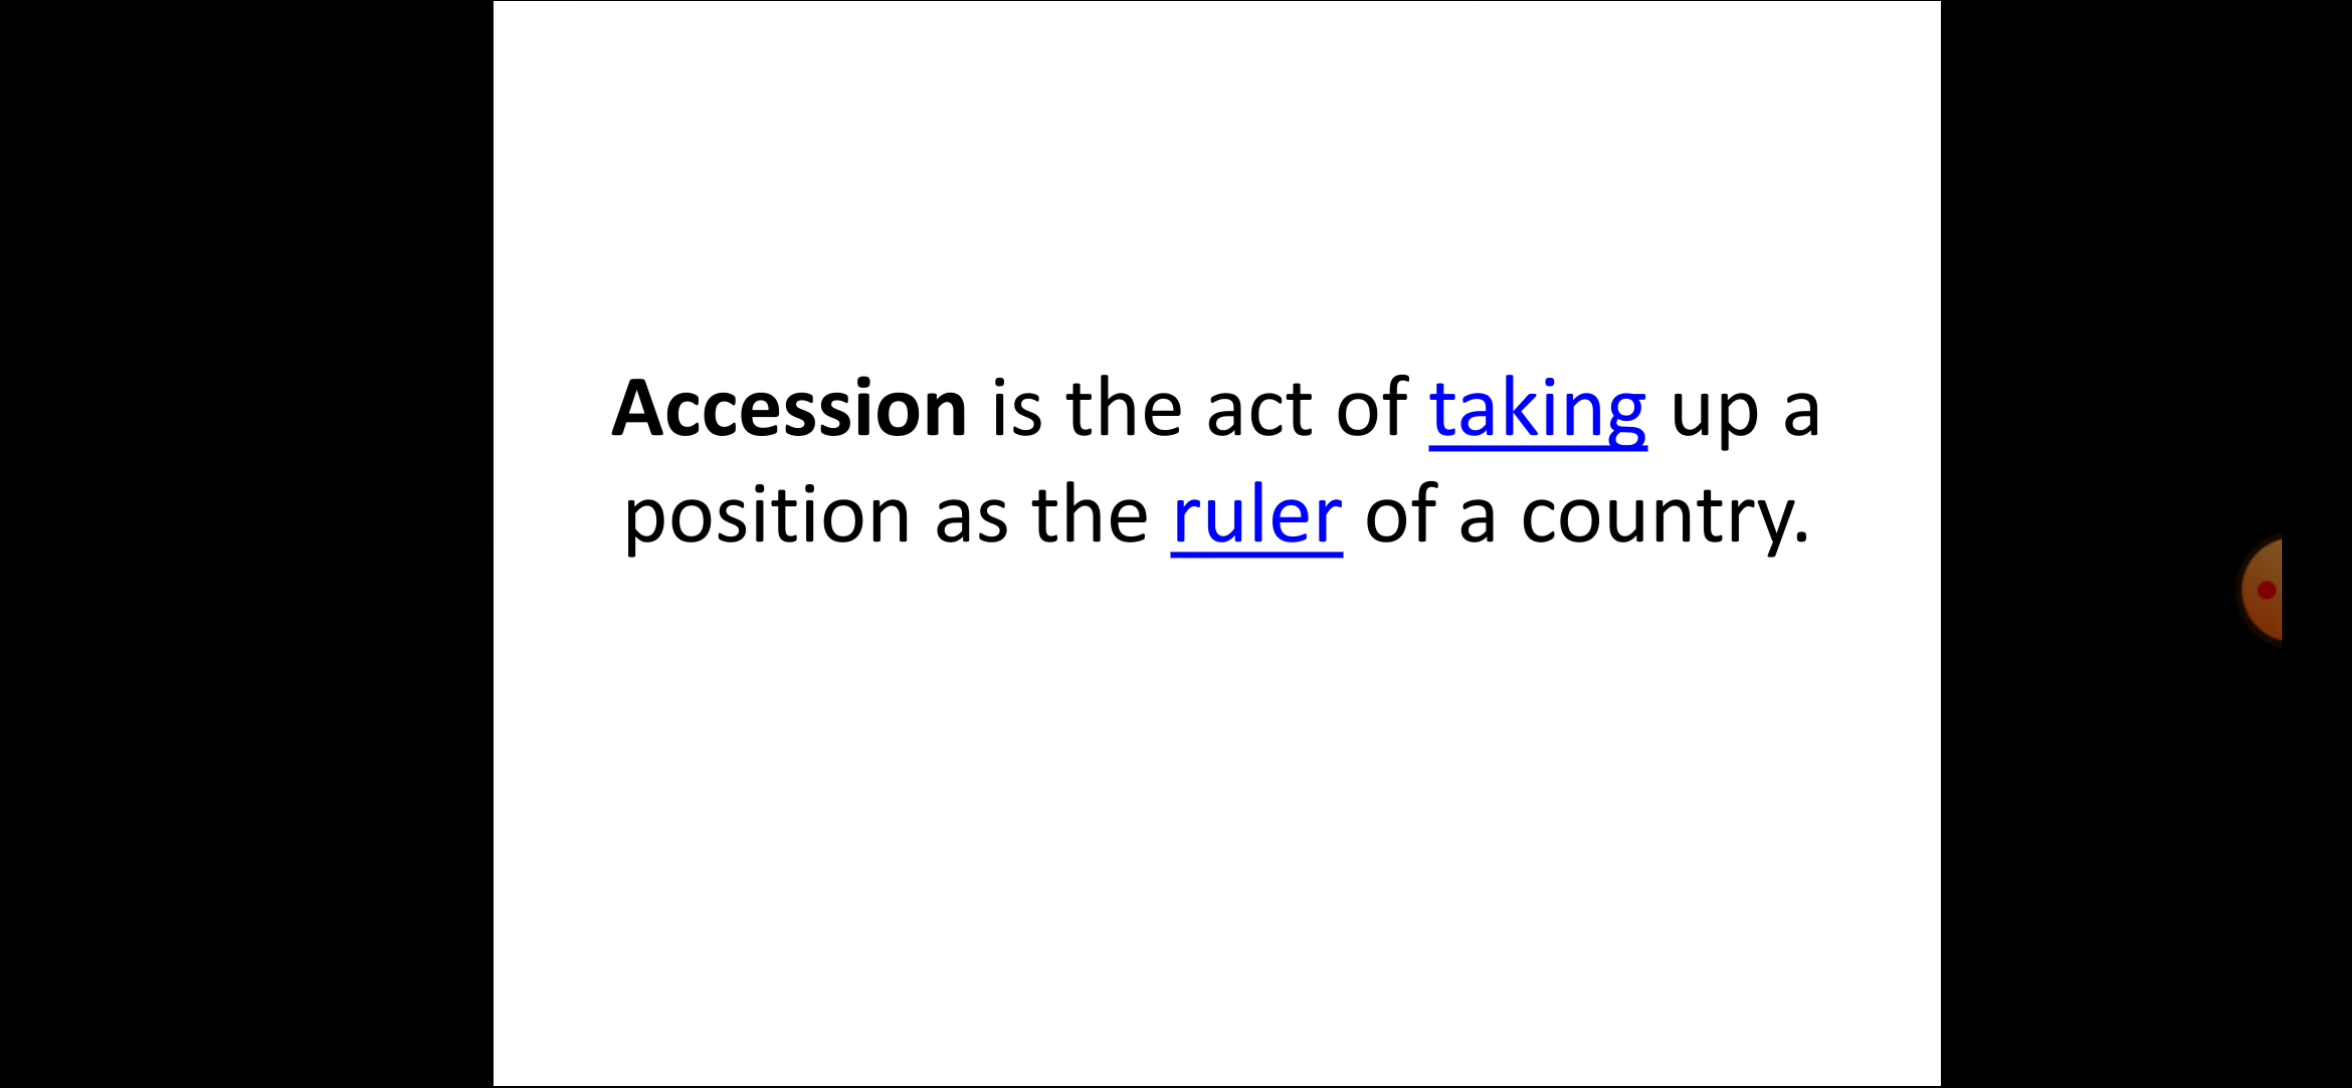 Accession is the act of taking up a
position as the ruler of a country.